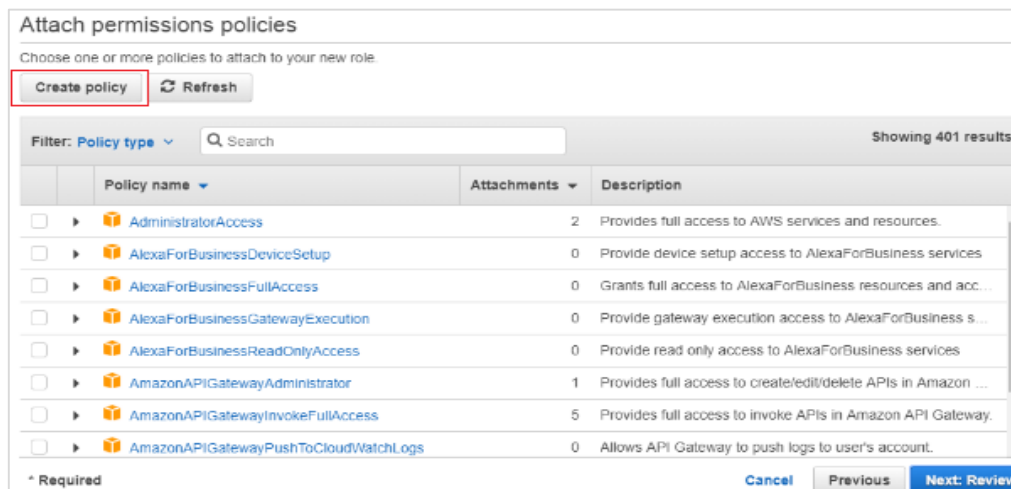 Attach permissions policies
Choose one or more policies to attach to your new role.
Create policy Refresh
Filter: Policy type Search Showing 401 results
Policy name Attachments Description
AdministratorAccess 2 Provides full access to AWS services and resources.
AlexaForBusinessDeviceSetup 0 Provide device setup access to AlexaForBusiness services
AlexaForBusinessFullAccess 0 Grants full access to AlexaForBusiness resources and acc...
AlexaForBusinessGatewayExecution 0 Provide gateway execution access to AlexaForBusiness s...
AlexaForBusinessReadOnlyAccess 0 Provide read only access to AlexaForBusiness services
AmazonAPIGatewayAdministrator 1 Provides full access to create/edit/delete APIs in Amazon ...
AmazonAPIGatewayInvokeFullAccess 5 Provides full access to invoke APIs in Amazon API Gateway.
AmazonAPIGatewayPushToCloudWatchLogs 0 Allows API Gateway to push logs to user's account.
* Required Cancel Previous Next: Review